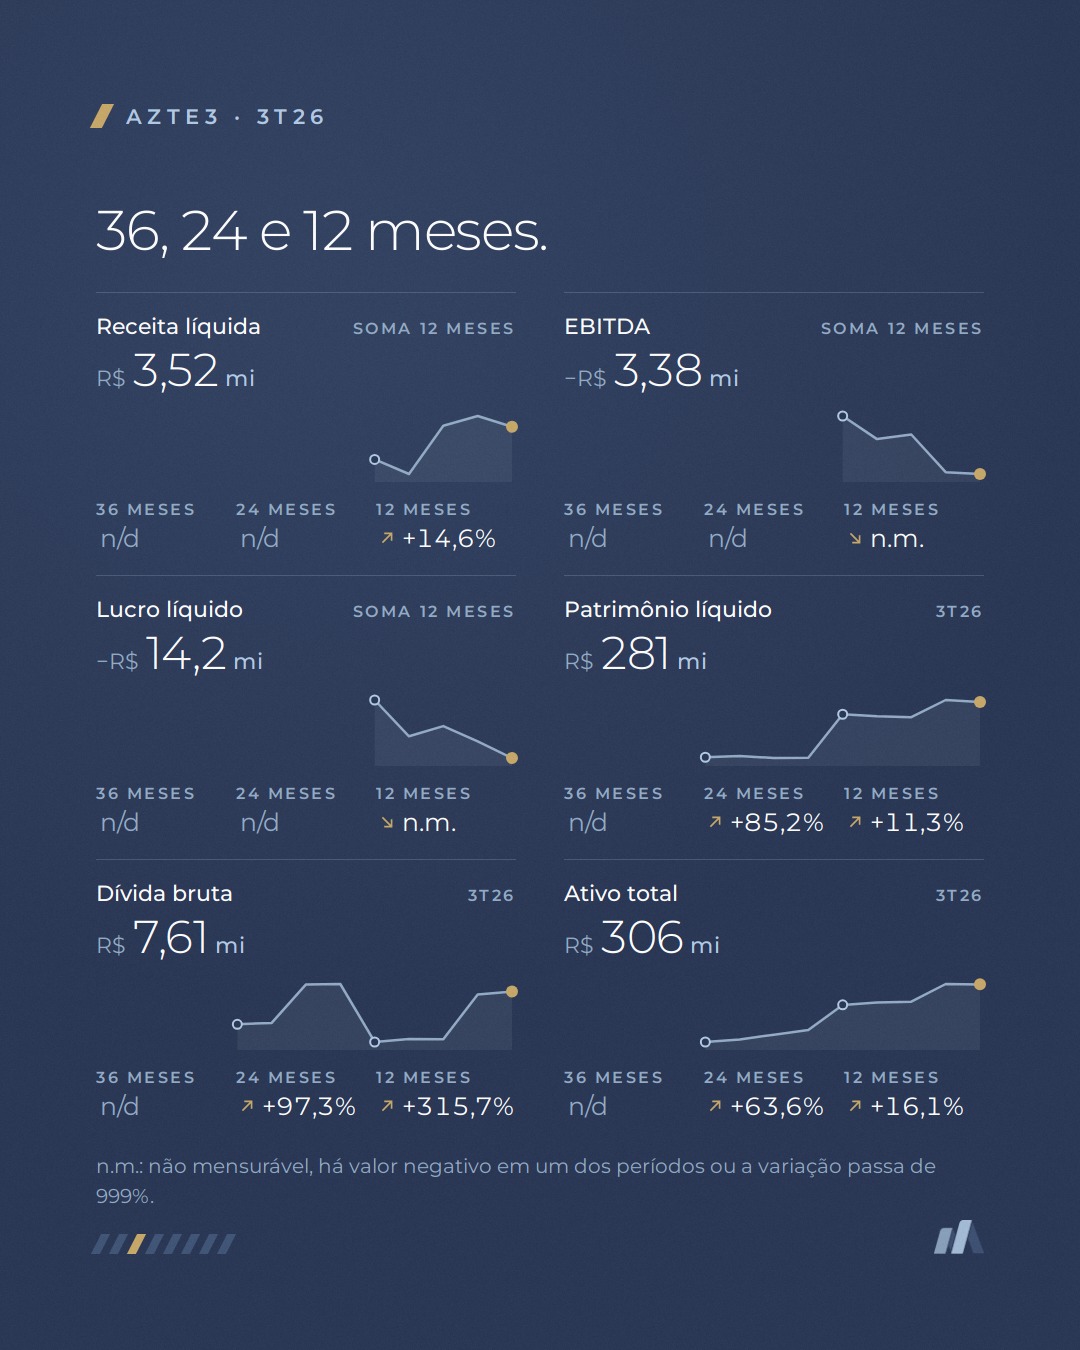 AZTE3 · 3T26
36, 24 e 12 meses.
Receita líquida SOMA 12 MESES
R$ 3,52 mi
36 MESES 24 MESES 12 MESES
n/d n/d ↗ +14,6%
EBITDA SOMA 12 MESES
−R$ 3,38 mi
36 MESES 24 MESES 12 MESES
n/d n/d ↘ n.m.
Lucro líquido SOMA 12 MESES
−R$ 14,2 mi
36 MESES 24 MESES 12 MESES
n/d n/d ↘ n.m.
Patrimônio líquido 3T26
R$ 281 mi
36 MESES 24 MESES 12 MESES
n/d ↗ +85,2% ↗ +11,3%
Dívida bruta 3T26
R$ 7,61 mi
36 MESES 24 MESES 12 MESES
n/d ↗ +97,3% ↗ +315,7%
Ativo total 3T26
R$ 306 mi
36 MESES 24 MESES 12 MESES
n/d ↗ +63,6% ↗ +16,1%
n.m.: não mensurável, há valor negativo em um dos períodos ou a variação passa de
999%.